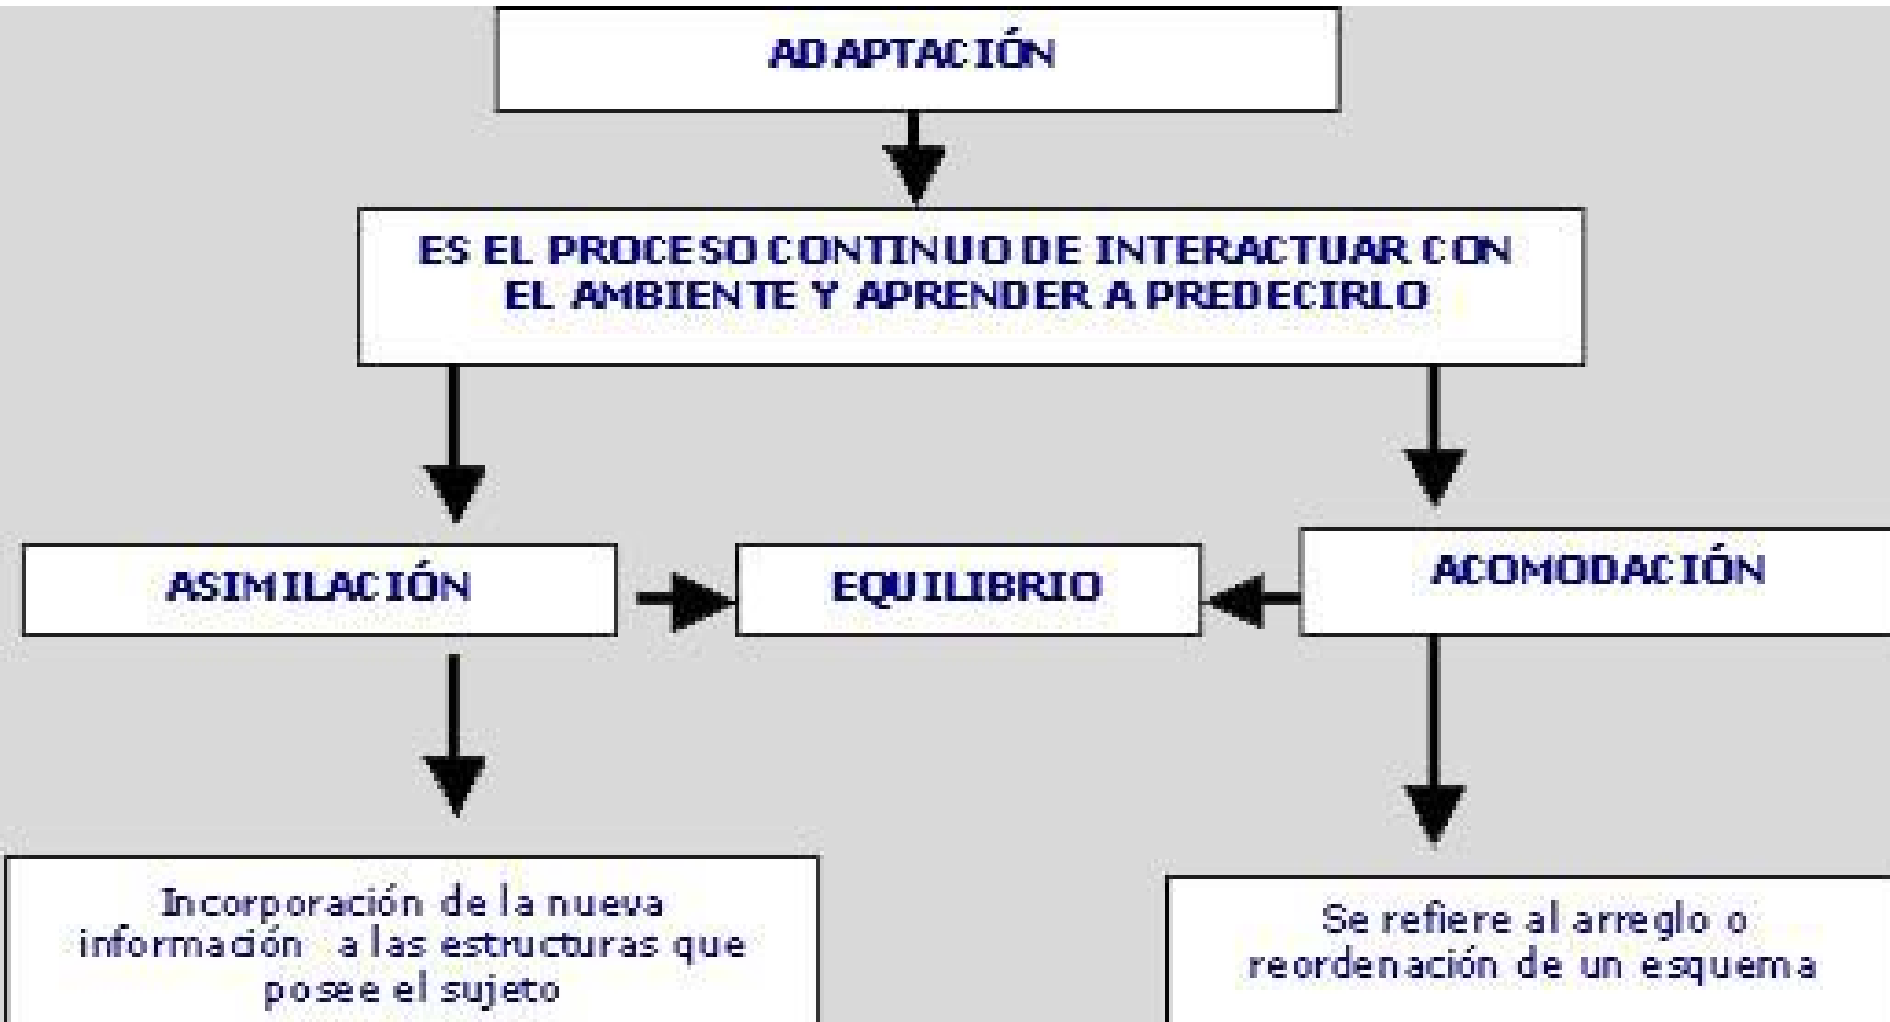 ADAPTACIÓN
ES EL PROCESO CONTINUO DE INTERACTUAR CON
EL AMBIENTE Y APRENDER A PREDECIRLO
ASIMILACIÓN
EQUILIBRIO
ACOMODACIÓN
Incorporación de la nueva
información a las estructuras que
posee el sujeto
Se refiere al arreglo o
reordenación de un esquema